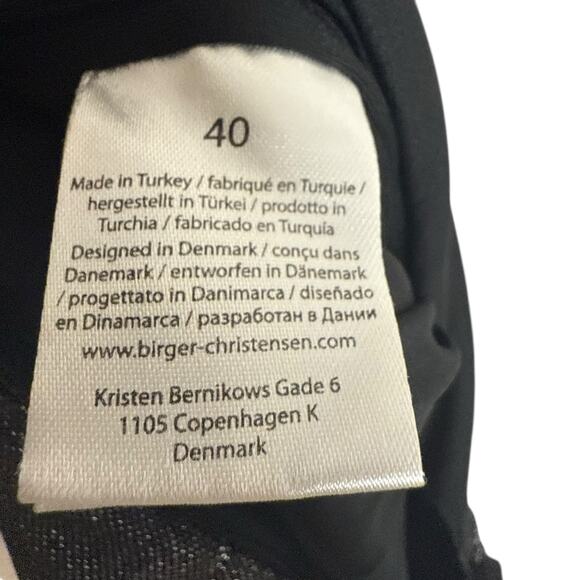 40
Made in Turkey / fabriqué en Turquie /
hergestellt in Türkei / prodotto in
Turchia / fabricado en Turquía
Designed in Denmark / conçu dans
Danemark / entworfen in Dänemark
/ progettato in Danimarca / diseñado
en Dinamarca / разработан в Дании
www.birger-christensen.com
Kristen Bernikows Gade 6
1105 Copenhagen K
Denmark